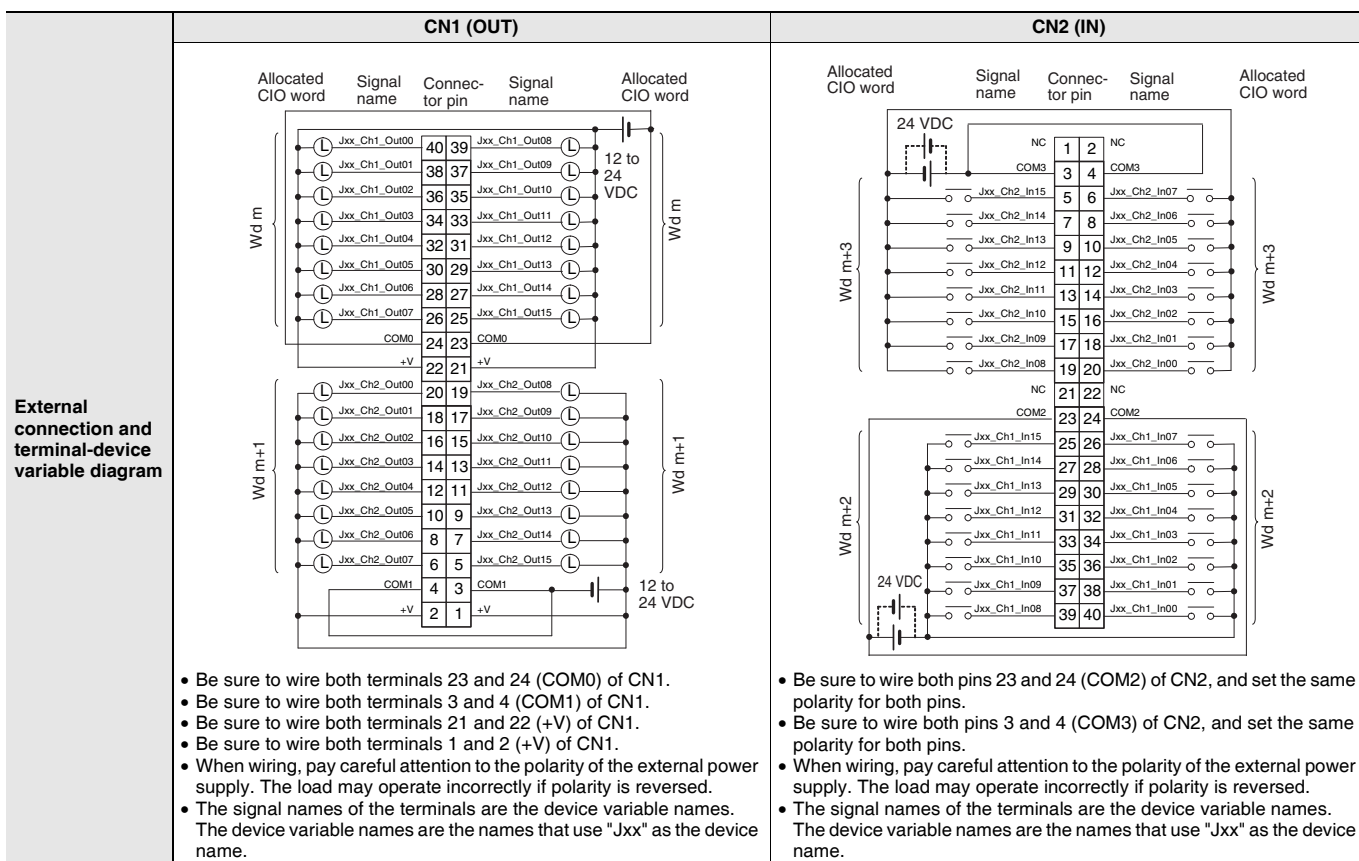 CN1 (OUT)
CN2 (IN)
External
connection and
terminal-device
variable diagram
Allocated CIO word
Signal name
Connec-tor pin
Signal name
Allocated CIO word
12 to
24
VDC
Wd m
Wd m
L Jxx_Ch1_Out00 40 39 Jxx_Ch1_Out08 L
L Jxx_Ch1_Out01 38 37 Jxx_Ch1_Out09 L
L Jxx_Ch1_Out02 36 35 Jxx_Ch1_Out10 L
L Jxx_Ch1_Out03 34 33 Jxx_Ch1_Out11 L
L Jxx_Ch1_Out04 32 31 Jxx_Ch1_Out12 L
L Jxx_Ch1_Out05 30 29 Jxx_Ch1_Out13 L
L Jxx_Ch1_Out06 28 27 Jxx_Ch1_Out14 L
L Jxx_Ch1_Out07 26 25 Jxx_Ch1_Out15 L
COM0 24 23 COM0
+V 22 21 +V
Wd m+1
Wd m+1
L Jxx_Ch2_Out00 20 19 Jxx_Ch2_Out08 L
L Jxx_Ch2_Out01 18 17 Jxx_Ch2_Out09 L
L Jxx_Ch2_Out02 16 15 Jxx_Ch2_Out10 L
L Jxx_Ch2_Out03 14 13 Jxx_Ch2_Out11 L
L Jxx_Ch2_Out04 12 11 Jxx_Ch2_Out12 L
L Jxx_Ch2_Out05 10 9 Jxx_Ch2_Out13 L
L Jxx_Ch2_Out06 8 7 Jxx_Ch2_Out14 L
L Jxx_Ch2_Out07 6 5 Jxx_Ch2_Out15 L
COM1 4 3 COM1
+V 2 1 +V
12 to
24 VDC
• Be sure to wire both terminals 23 and 24 (COM0) of CN1.
• Be sure to wire both terminals 3 and 4 (COM1) of CN1.
• Be sure to wire both terminals 21 and 22 (+V) of CN1.
• Be sure to wire both terminals 1 and 2 (+V) of CN1.
• When wiring, pay careful attention to the polarity of the external power
supply. The load may operate incorrectly if polarity is reversed.
• The signal names of the terminals are the device variable names.
The device variable names are the names that use "Jxx" as the device
name.
Allocated CIO word
Signal name
Connec-tor pin
Signal name
Allocated CIO word
24 VDC
NC 1 2 NC
COM3 3 4 COM3
Wd m+3
Wd m+3
Jxx_Ch2_In15 5 6 Jxx_Ch2_In07
Jxx_Ch2_In14 7 8 Jxx_Ch2_In06
Jxx_Ch2_In13 9 10 Jxx_Ch2_In05
Jxx_Ch2_In12 11 12 Jxx_Ch2_In04
Jxx_Ch2_In11 13 14 Jxx_Ch2_In03
Jxx_Ch2_In10 15 16 Jxx_Ch2_In02
Jxx_Ch2_In09 17 18 Jxx_Ch2_In01
Jxx_Ch2_In08 19 20 Jxx_Ch2_In00
NC 21 22 NC
COM2 23 24 COM2
Wd m+2
Wd m+2
Jxx_Ch1_In15 25 26 Jxx_Ch1_In07
Jxx_Ch1_In14 27 28 Jxx_Ch1_In06
Jxx_Ch1_In13 29 30 Jxx_Ch1_In05
Jxx_Ch1_In12 31 32 Jxx_Ch1_In04
Jxx_Ch1_In11 33 34 Jxx_Ch1_In03
Jxx_Ch1_In10 35 36 Jxx_Ch1_In02
Jxx_Ch1_In09 37 38 Jxx_Ch1_In01
Jxx_Ch1_In08 39 40 Jxx_Ch1_In00
24 VDC
• Be sure to wire both pins 23 and 24 (COM2) of CN2, and set the same
polarity for both pins.
• Be sure to wire both pins 3 and 4 (COM3) of CN2, and set the same
polarity for both pins.
• When wiring, pay careful attention to the polarity of the external power
supply. The load may operate incorrectly if polarity is reversed.
• The signal names of the terminals are the device variable names.
The device variable names are the names that use "Jxx" as the device
name.